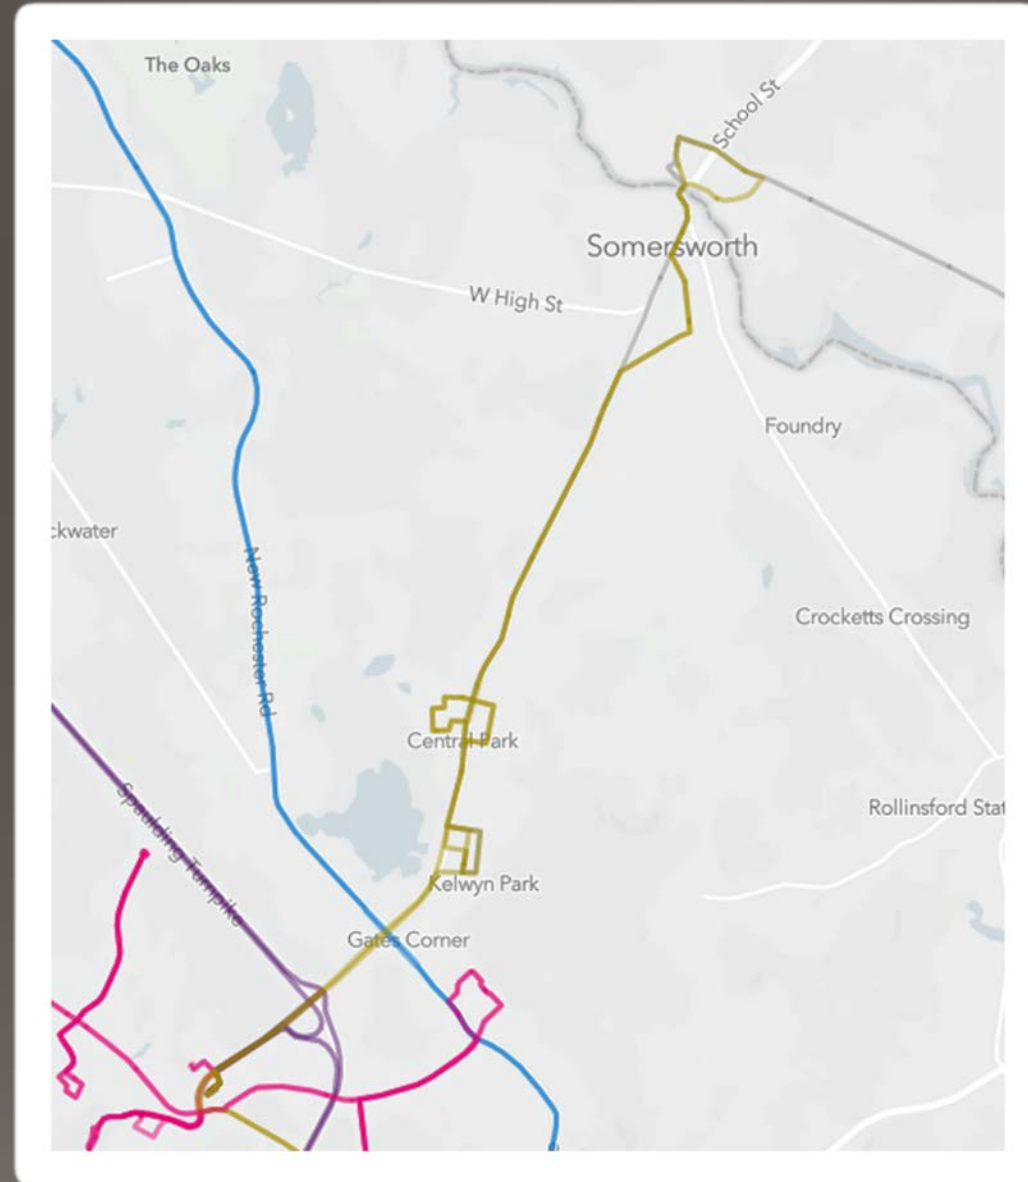 The Oaks
School St
Somersworth
W High St
Foundry
ckwater
New Rochester Rd
Crocketts Crossing
Central Park
Rollinsford Stat
Spaulding Turnpike
Kelwyn Park
Gates Corner